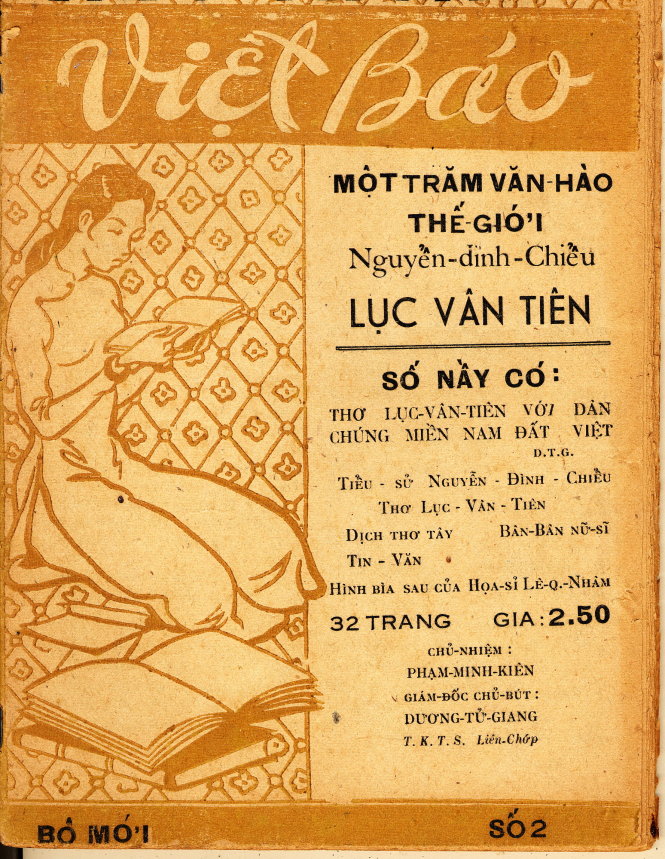 Việt Báo
MỘT TRĂM VĂN-HÀO
THẾ-GIỚI
Nguyễn-đình-Chiểu
LỤC VÂN TIÊN
SỐ NẦY CÓ:
THƠ LỤC-VÂN-TIÊN VỚI DÂN
CHÚNG MIỀN NAM ĐẤT VIỆT
D.T.G.
TIỂU - SỬ NGUYỄN - ĐÌNH - CHIỂU
THƠ LỤC - VÂN - TIÊN
DỊCH THƠ TÂY BÂN-BÂN NỮ-SĨ
TIN - VĂN
HÌNH BÌA SAU CỦA HỌA-SĨ LÊ-Q.-NHÂM
32 TRANG GIA: 2.50
CHỦ-NHIỆM :
PHẠM-MINH-KIÊN
GIÁM-ĐỐC CHỦ-BÚT :
DƯƠNG-TỬ-GIANG
T. K. T. S. Liên-Chớp
BỘ MỚI SỐ 2